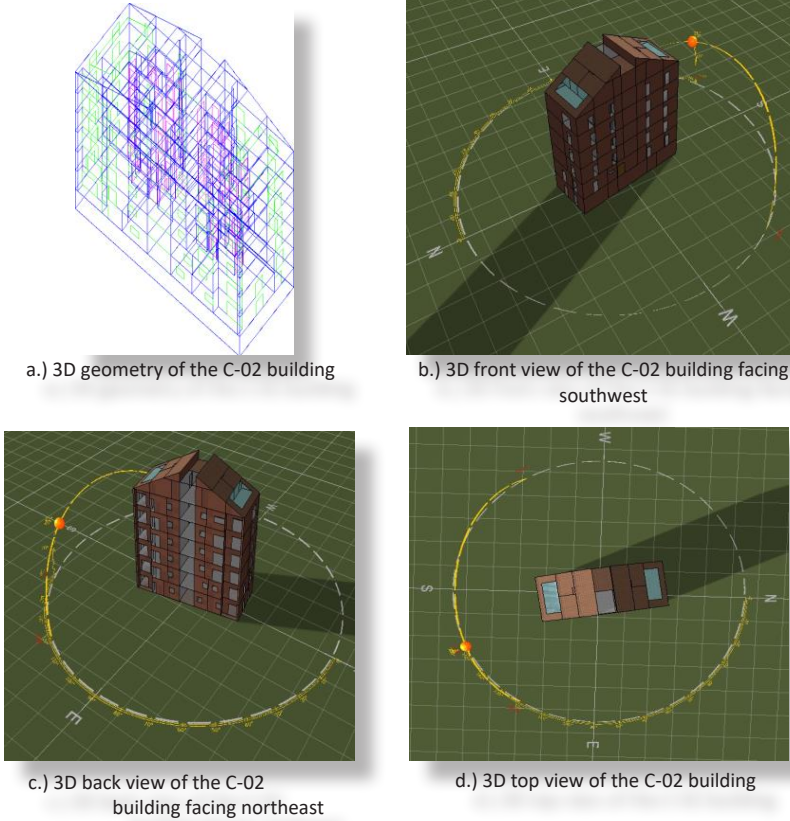 a.) 3D geometry of the C-02 building
E
S
N
W
b.) 3D front view of the C-02 building facing
southwest
E
c.) 3D back view of the C-02
building facing northeast
W
S
N
E
d.) 3D top view of the C-02 building